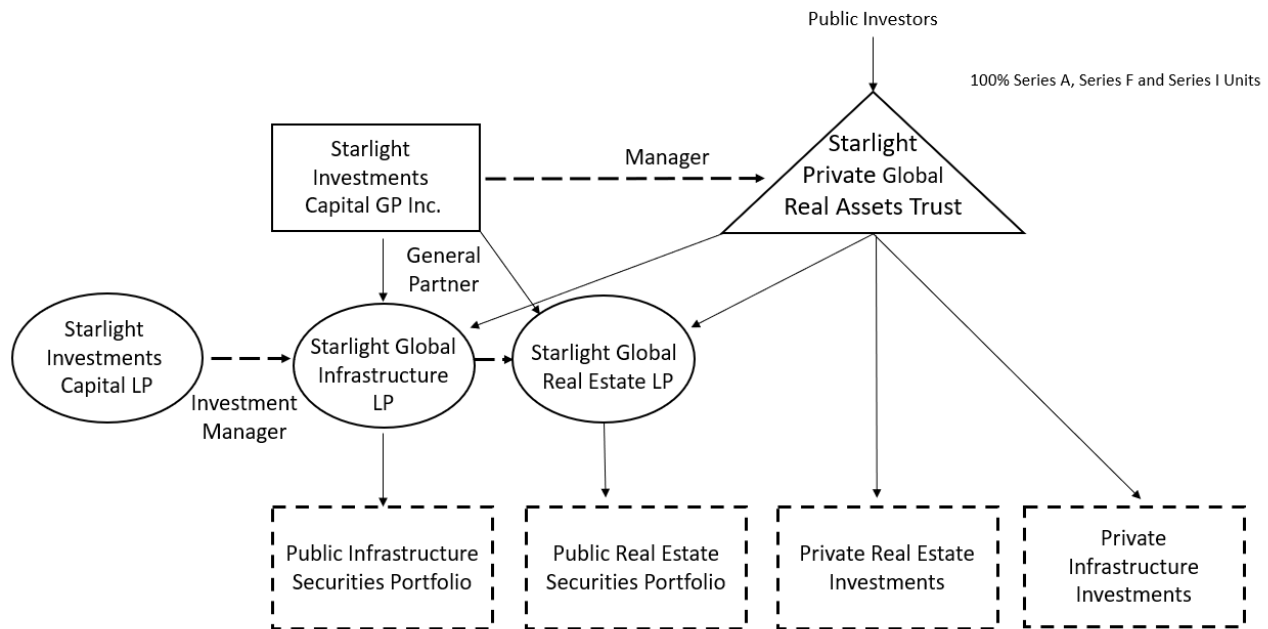 Public Investors
100% Series A, Series F and Series I Units
Starlight
Investments
Capital GP Inc.
Manager
Starlight
Private Global
Real Assets Trust
General
Partner
Starlight
Investments
Capital LP
Investment
Manager
Starlight Global
Infrastructure
LP
Starlight Global
Real Estate LP
Public Infrastructure
Securities Portfolio
Public Real Estate
Securities Portfolio
Private Real Estate
Investments
Private
Infrastructure
Investments